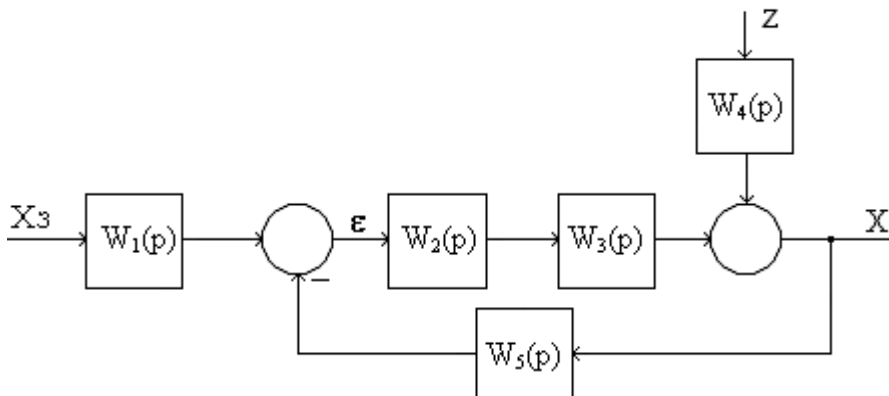 Z
W₄(p)
X₃ W₁(p) ε W₂(p) W₃(p) X
–
W₅(p)